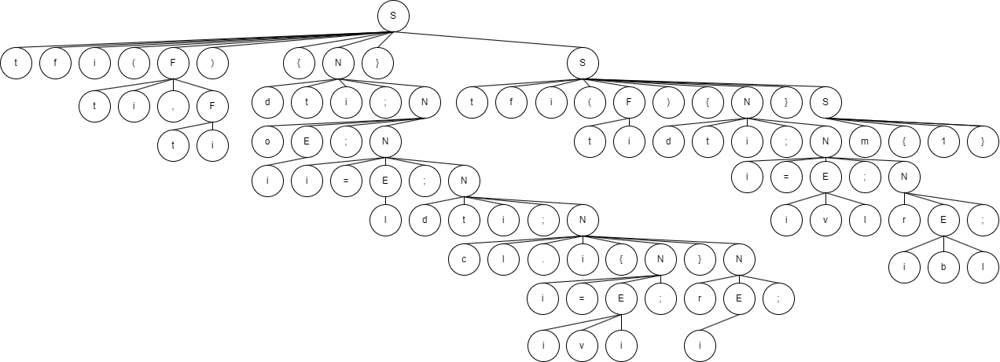 S
t f i ( F ) { N } S
t i , F d t i ; N t f i ( F ) { N } S
t i o E ; N t i d t i ; N m { 1 }
i i = E ; N i = E ; N
l d t i ; N i v l r E ;
c l . i { N } N i b l
i = E ; r E ;
i v i i